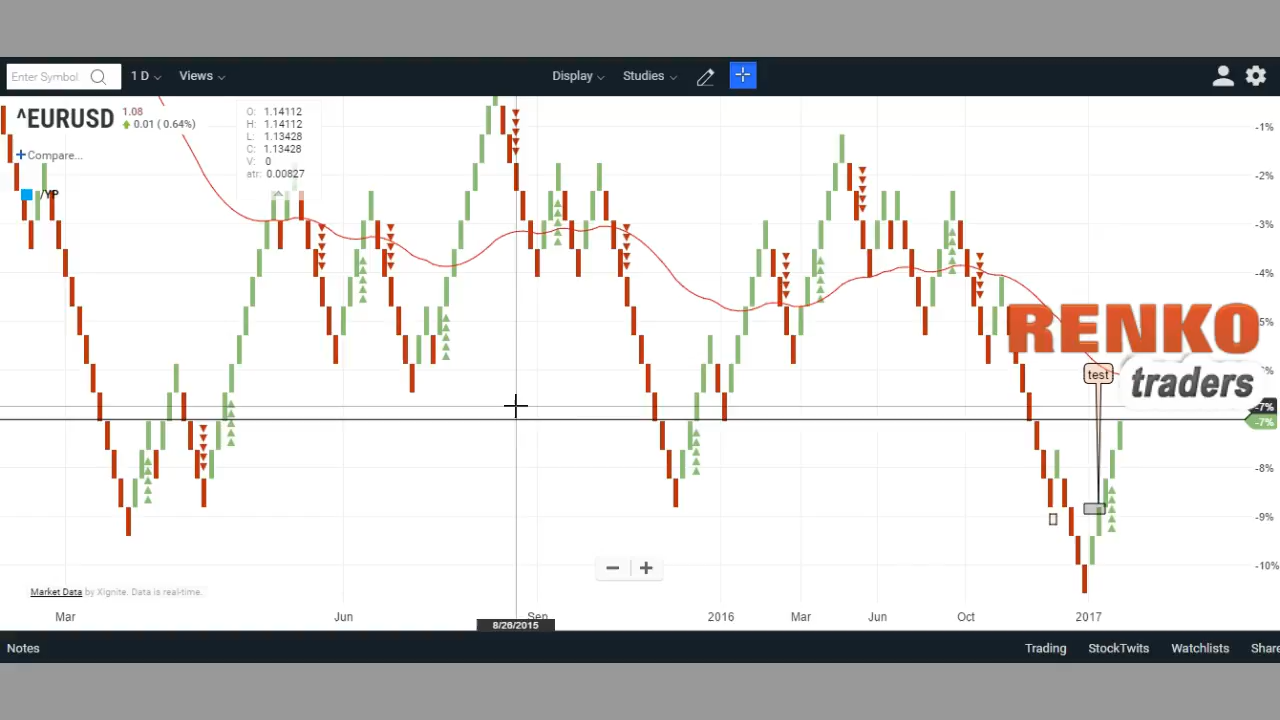 Enter Symbol
1 D
Views
Display
Studies
^EURUSD
1.08
0.01 ( 0.64%)
Compare...
/YP
O: 1.14112
H: 1.14112
L: 1.13428
C: 1.13428
V: 0
atr: 0.00827
-1%
-2%
-3%
-4%
5%
%
-7%
-7%
-8%
-9%
-10%
RENKO
traders
test
Market Data by Xignite. Data is real-time.
Mar
Jun
Sep
2016
Mar
Jun
Oct
2017
8/26/2015
Notes
Trading
StockTwits
Watchlists
Share